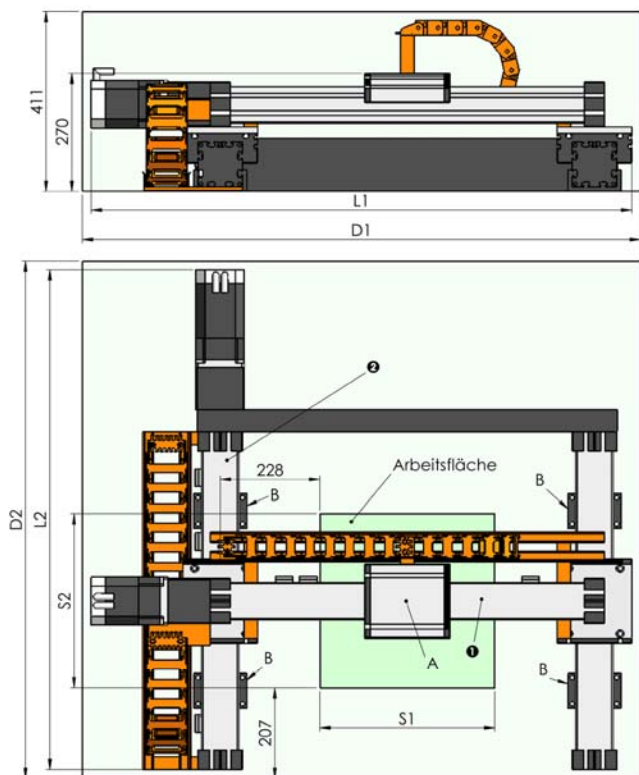 411
270
L1
D1
❷
228
Arbeitsfläche
B
B
D2
L2
S2
❶
A
B
B
S1
207